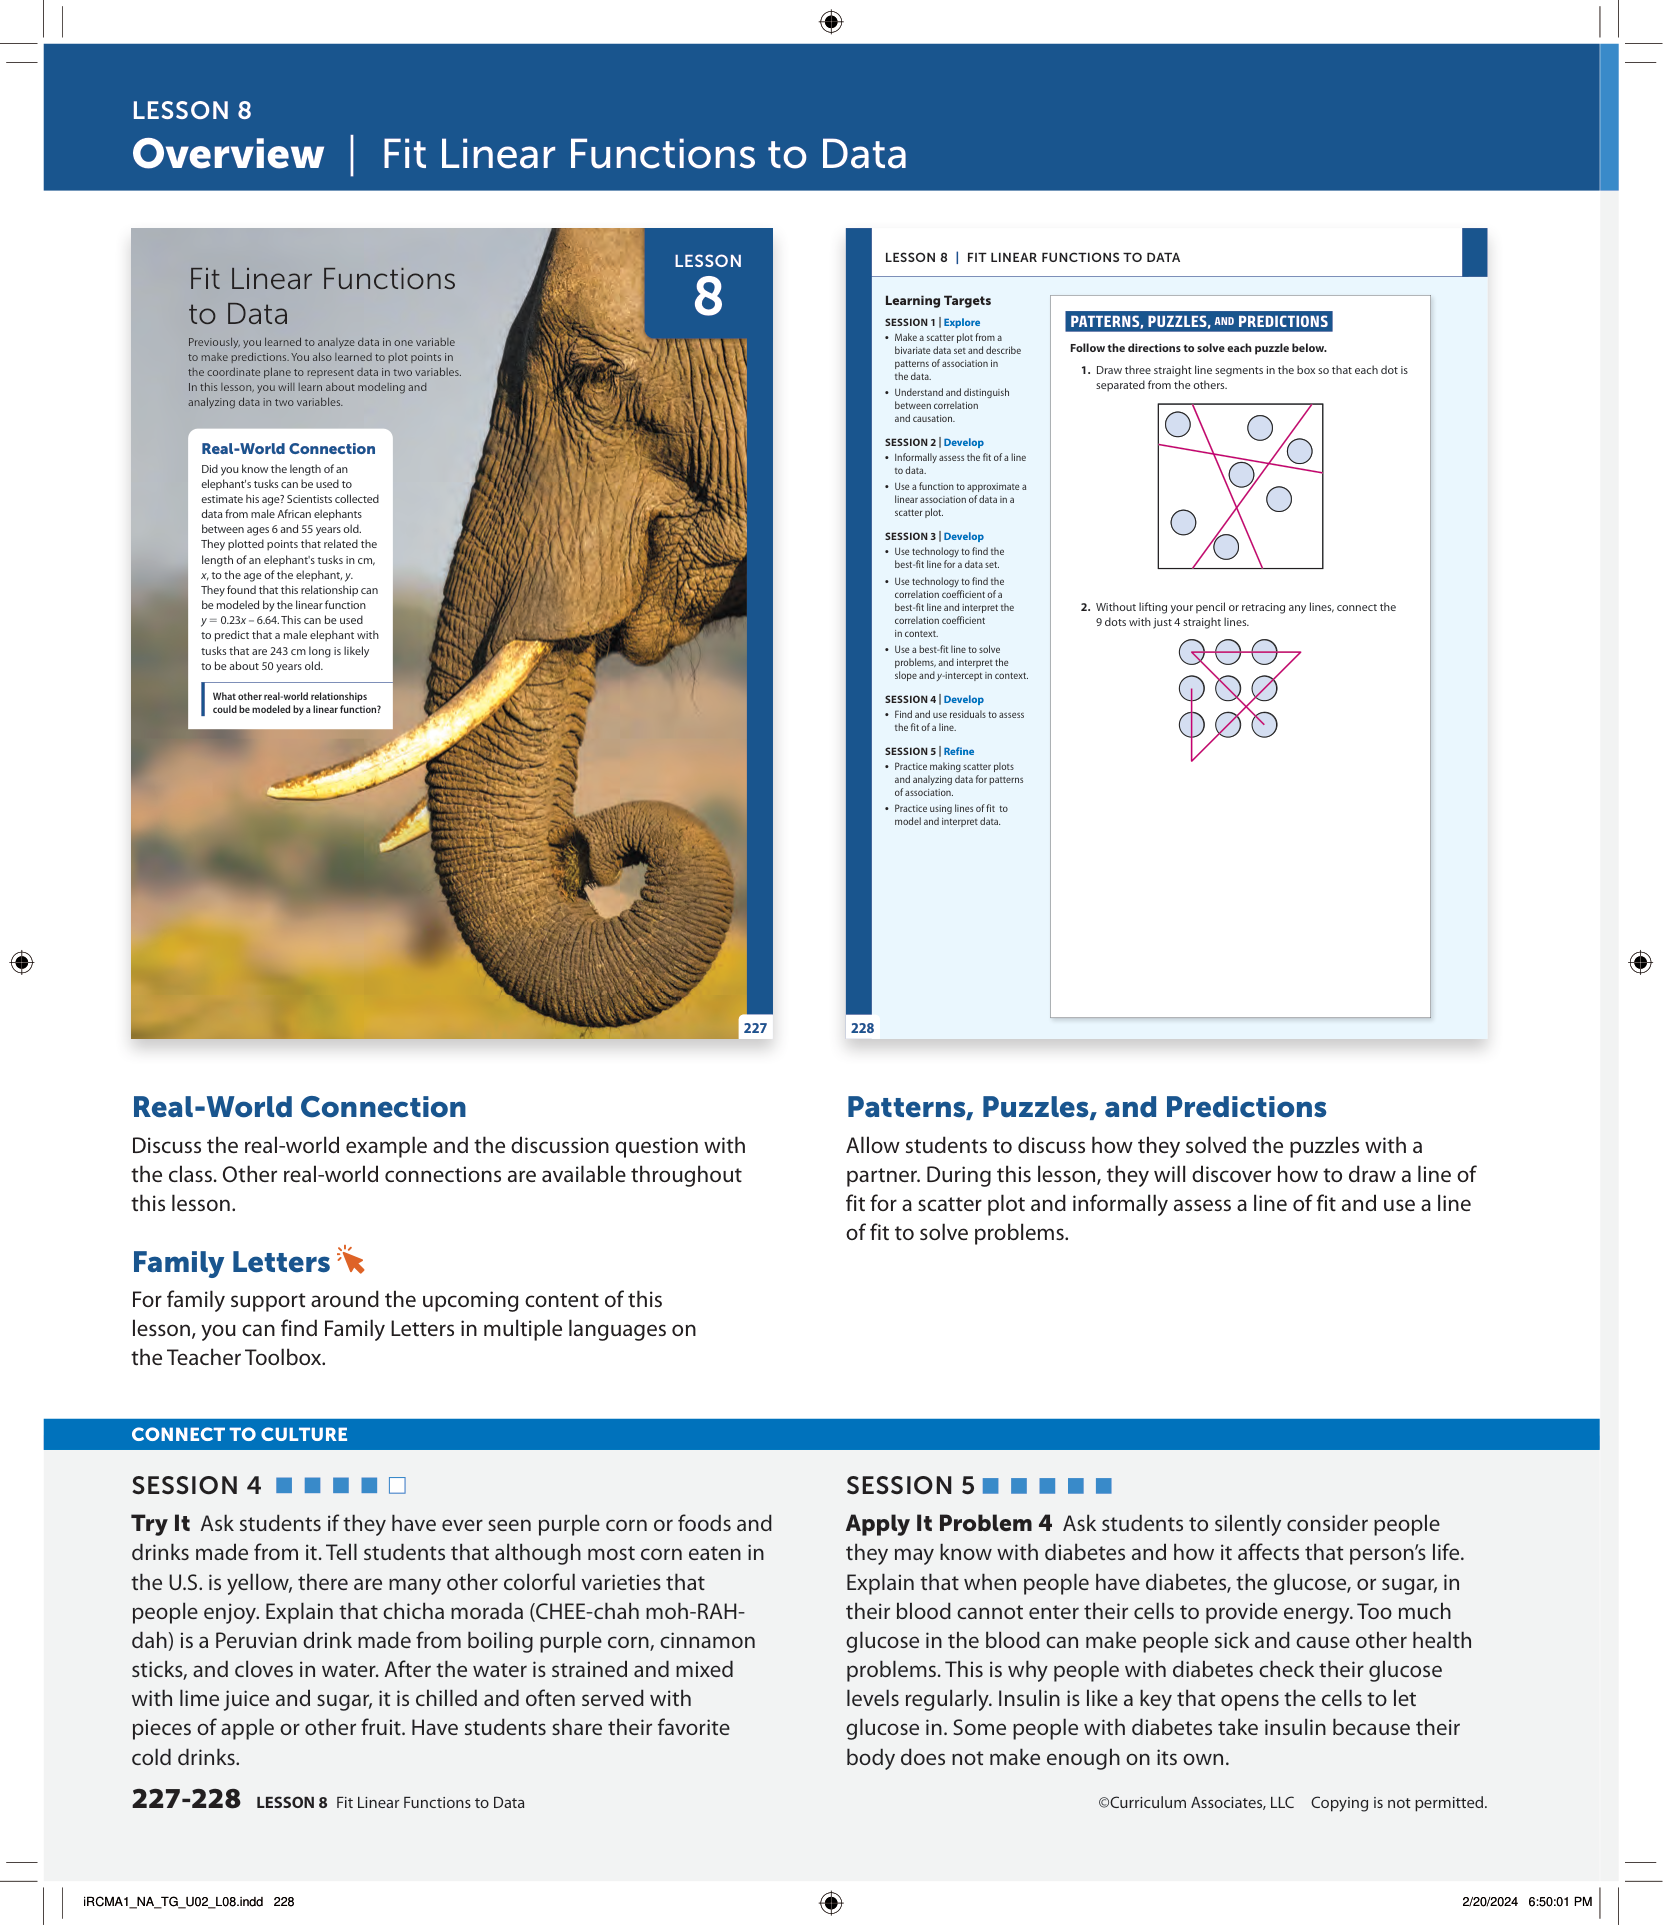 LESSON 8
Overview | Fit Linear Functions to Data
LESSON
8
Fit Linear Functions
to Data
Previously, you learned to analyze data in one variable
to make predictions. You also learned to plot points in
the coordinate plane to represent data in two variables.
In this lesson, you will learn about modeling and
analyzing data in two variables.
Real-World Connection
Did you know the length of an
elephant's tusks can be used to
estimate his age? Scientists collected
data from male African elephants
between ages 6 and 55 years old.
They plotted points that related the
length of an elephant's tusks in cm,
x, to the age of the elephant, y.
They found that this relationship can
be modeled by the linear function
y = 0.23x – 6.64. This can be used
to predict that a male elephant with
tusks that are 243 cm long is likely
to be about 50 years old.
What other real-world relationships
could be modeled by a linear function?
227
LESSON 8 | FIT LINEAR FUNCTIONS TO DATA
Learning Targets
SESSION 1 | Explore
• Make a scatter plot from a
bivariate data set and describe
patterns of association in
the data.
• Understand and distinguish
between correlation
and causation.
SESSION 2 | Develop
• Informally assess the fit of a line
to data.
• Use a function to approximate a
linear association of data in a
scatter plot.
SESSION 3 | Develop
• Use technology to find the
best-fit line for a data set.
• Use technology to find the
correlation coefficient of a
best-fit line and interpret the
correlation coefficient
in context.
• Use a best-fit line to solve
problems, and interpret the
slope and y-intercept in context.
SESSION 4 | Develop
• Find and use residuals to assess
the fit of a line.
SESSION 5 | Refine
• Practice making scatter plots
and analyzing data for patterns
of association.
• Practice using lines of fit to
model and interpret data.
PATTERNS, PUZZLES, AND PREDICTIONS
Follow the directions to solve each puzzle below.
1. Draw three straight line segments in the box so that each dot is
separated from the others.
2. Without lifting your pencil or retracing any lines, connect the
9 dots with just 4 straight lines.
228
Real-World Connection
Discuss the real-world example and the discussion question with
the class. Other real-world connections are available throughout
this lesson.
Family Letters
For family support around the upcoming content of this
lesson, you can find Family Letters in multiple languages on
the Teacher Toolbox.
Patterns, Puzzles, and Predictions
Allow students to discuss how they solved the puzzles with a
partner. During this lesson, they will discover how to draw a line of
fit for a scatter plot and informally assess a line of fit and use a line
of fit to solve problems.
CONNECT TO CULTURE
SESSION 4
Try It Ask students if they have ever seen purple corn or foods and
drinks made from it. Tell students that although most corn eaten in
the U.S. is yellow, there are many other colorful varieties that
people enjoy. Explain that chicha morada (CHEE-chah moh-RAH-
dah) is a Peruvian drink made from boiling purple corn, cinnamon
sticks, and cloves in water. After the water is strained and mixed
with lime juice and sugar, it is chilled and often served with
pieces of apple or other fruit. Have students share their favorite
cold drinks.
SESSION 5
Apply It Problem 4 Ask students to silently consider people
they may know with diabetes and how it affects that person's life.
Explain that when people have diabetes, the glucose, or sugar, in
their blood cannot enter their cells to provide energy. Too much
glucose in the blood can make people sick and cause other health
problems. This is why people with diabetes check their glucose
levels regularly. Insulin is like a key that opens the cells to let
glucose in. Some people with diabetes take insulin because their
body does not make enough on its own.
227-228 LESSON 8 Fit Linear Functions to Data
©Curriculum Associates, LLC Copying is not permitted.
iRCMA1_NA_TG_U02_L08.indd 228
2/20/2024 6:50:01 PM